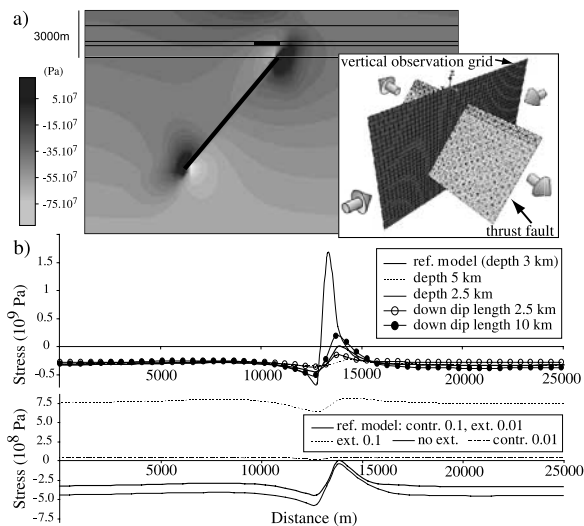 a)
3000m
(Pa)
5.10⁷
-15.10⁷
-35.10⁷
-55.10⁷
-75.10⁷
vertical observation grid
thrust fault
b)
Stress (10⁹ Pa)
1.5
1
0
-0.5
5000
10000
15000
20000
25000
ref. model (depth 3 km)
depth 5 km
depth 2.5 km
down dip length 2.5 km
down dip length 10 km
Stress (10⁸ Pa)
7.5
5.0
2.5
0
-2.5
-5.0
-7.5
ref. model: contr. 0.1, ext. 0.01
ext. 0.1 no ext. contr. 0.01
5000
10000
15000
20000
25000
Distance (m)